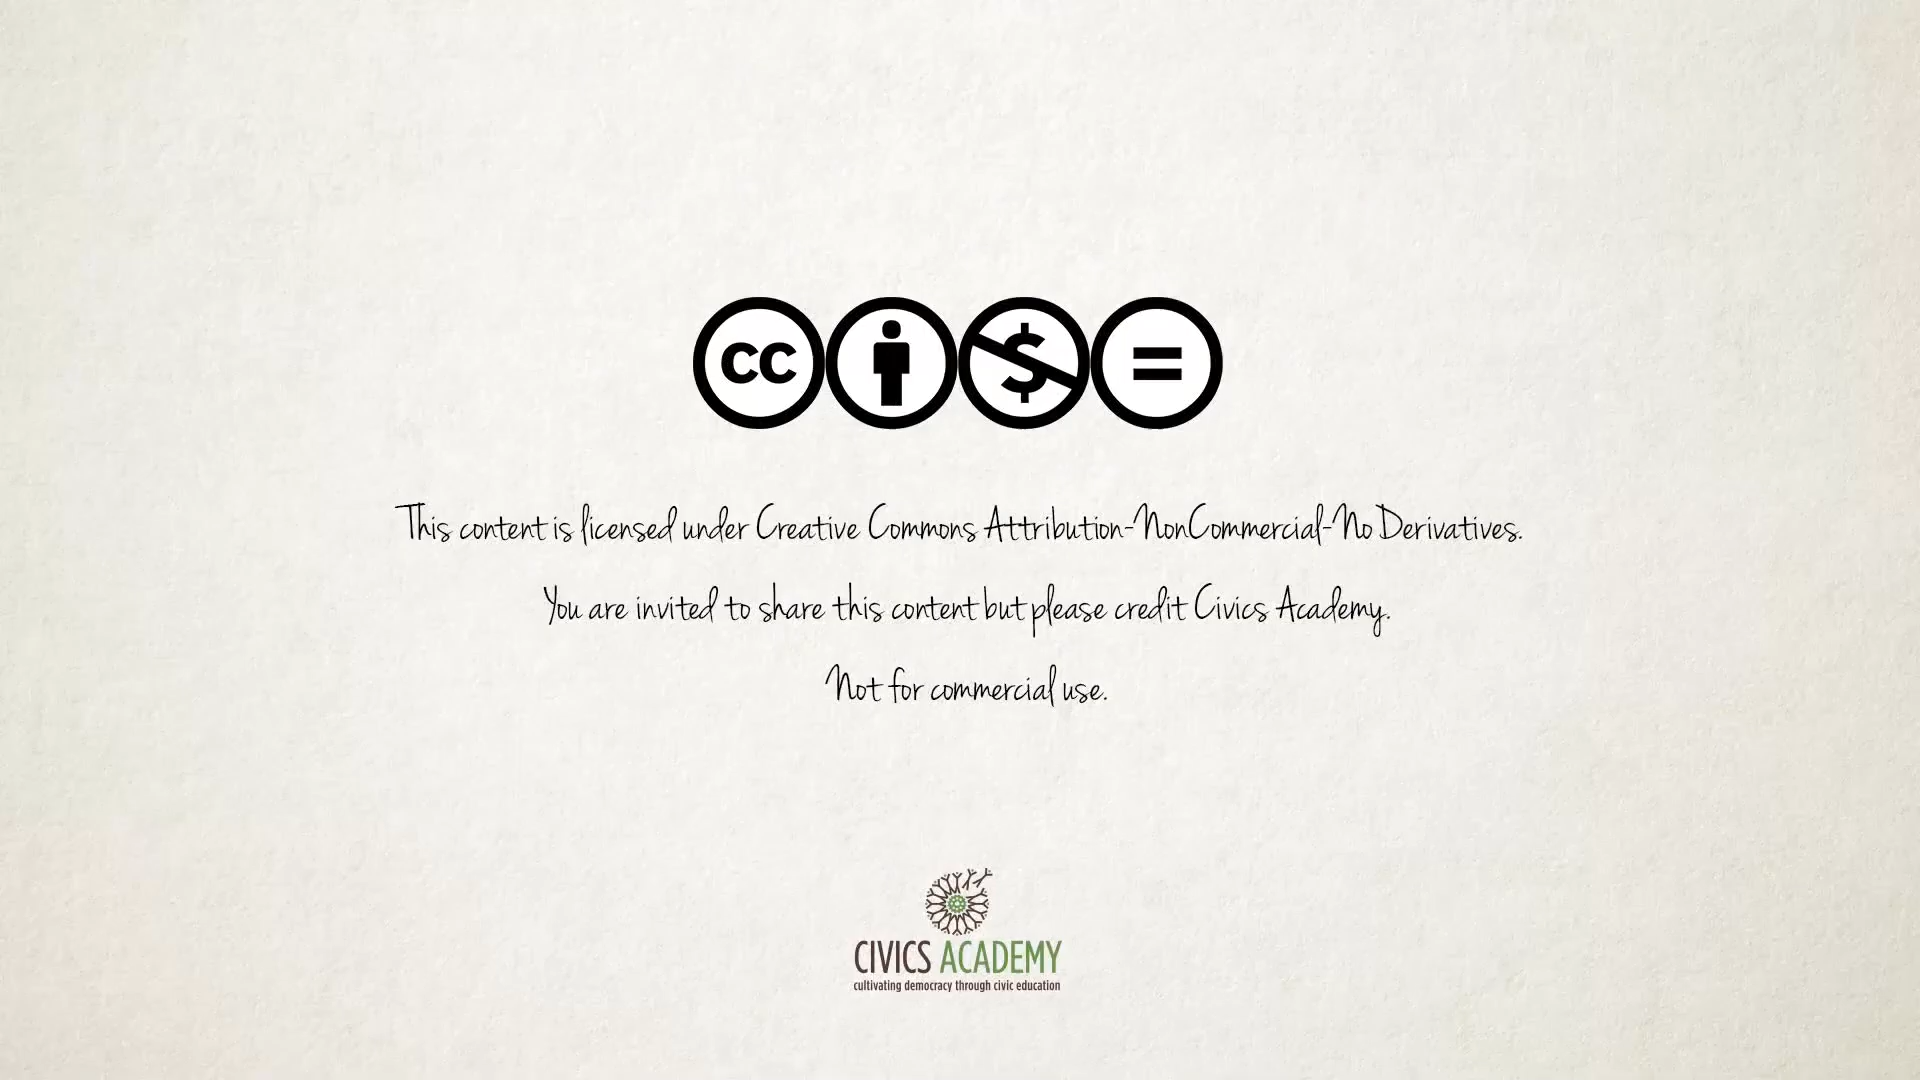 cc $ =
This content is licensed under Creative Commons Attribution-NonCommercial-No Derivatives.
You are invited to share this content but please credit Civics Academy.
Not for commercial use.
CIVICS ACADEMY
cultivating democracy through civic education